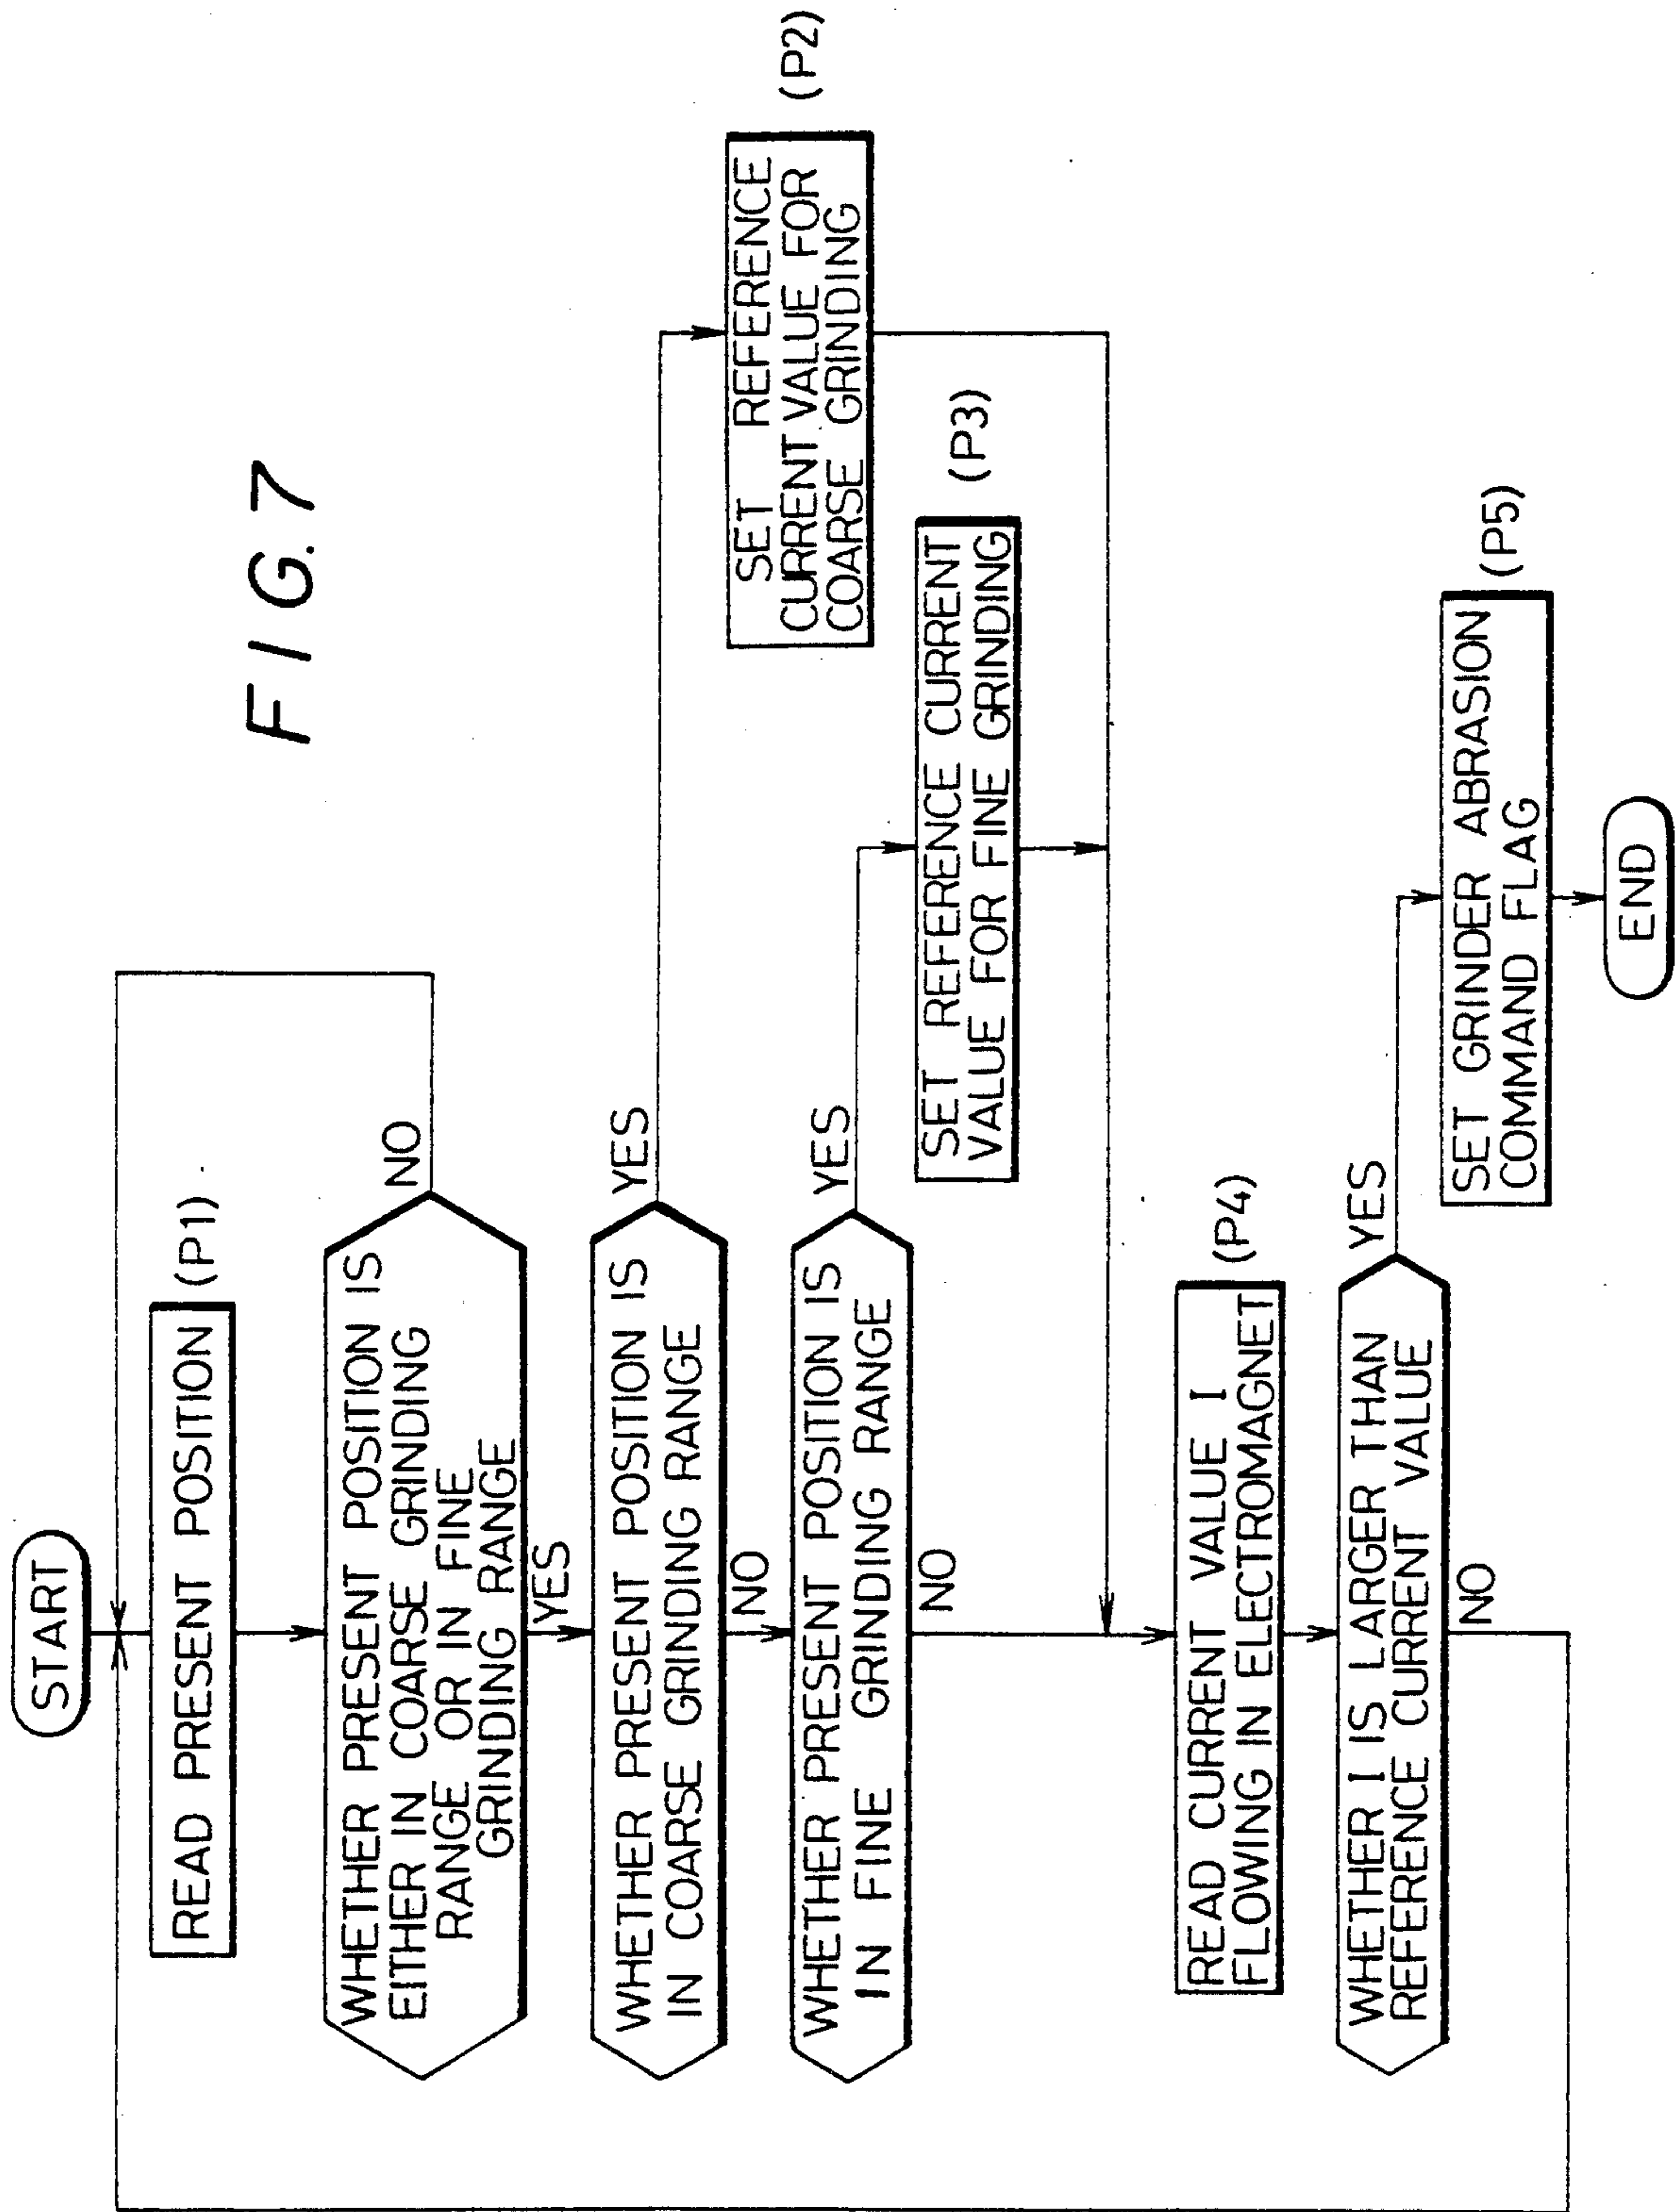 FIG. 7
START
READ PRESENT POSITION
(P1)
WHETHER PRESENT POSITION IS
EITHER IN COARSE GRINDING
RANGE OR IN FINE
GRINDING RANGE
NO
YES
WHETHER PRESENT POSITION IS
IN COARSE GRINDING RANGE
YES
NO
SET REFERENCE
CURRENT VALUE FOR
COARSE GRINDING
(P2)
WHETHER PRESENT POSITION IS
IN FINE GRINDING RANGE
YES
NO
SET REFERENCE CURRENT
VALUE FOR FINE GRINDING
(P3)
READ CURRENT VALUE I
FLOWING IN ELECTROMAGNET
(P4)
WHETHER I IS LARGER THAN
REFERENCE CURRENT VALUE
YES
NO
SET GRINDER ABRASION
COMMAND FLAG
(P5)
END